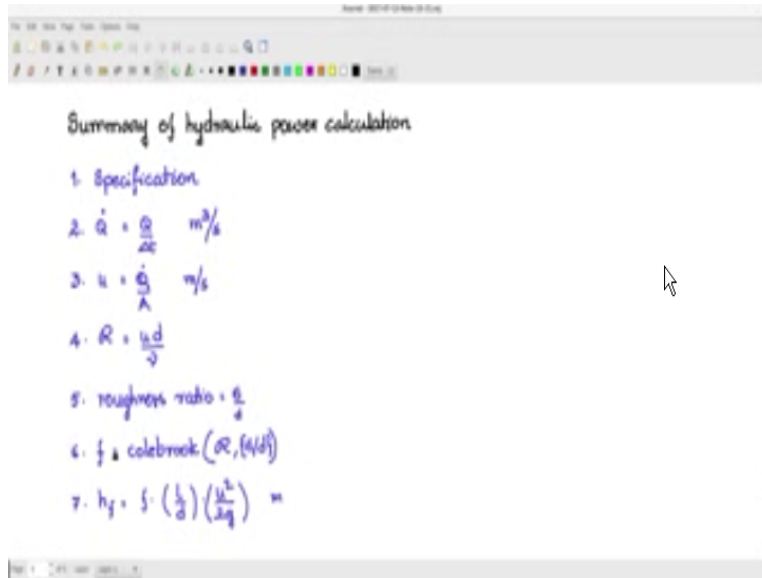 Summary of hydraulic power calculation
1. Specification
2. Q̇ = Q/Δt m³/s
3. u = Q̇/A m/s
4. R = ud/ν
5. roughness ratio = ε/d
6. f = colebrook (R, (ε/d))
7. hf = f · (L/d) (u²/2g) m